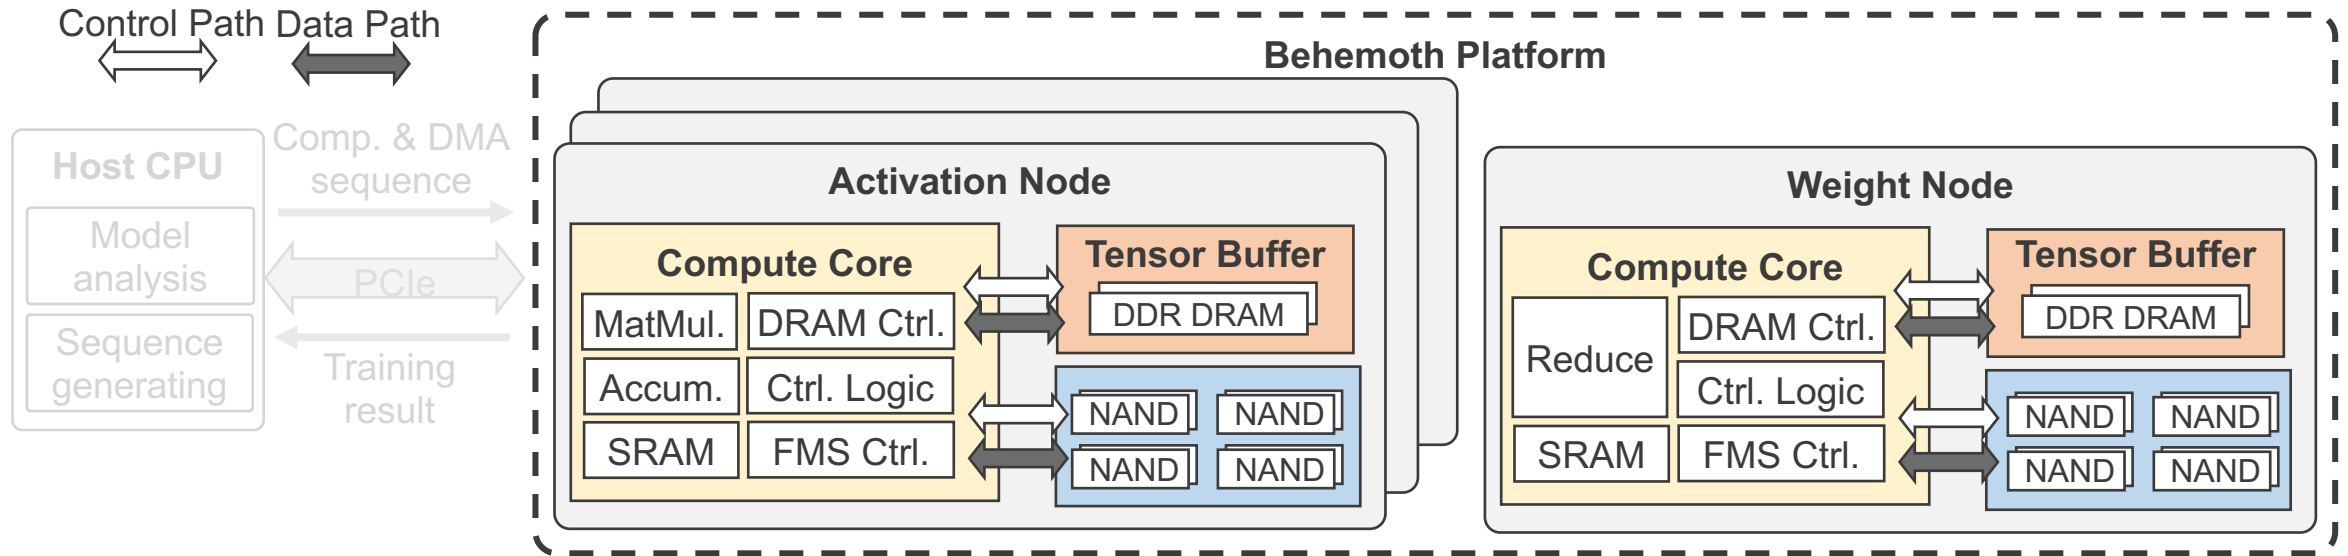 Control Path Data Path
Behemoth Platform
Host CPU
Model
analysis
Sequence
generating
Comp. & DMA
sequence
PCIe
Training
result
Activation Node
Compute Core
MatMul.
DRAM Ctrl.
Accum.
Ctrl. Logic
SRAM
FMS Ctrl.
Tensor Buffer
DDR DRAM
NAND
NAND
NAND
NAND
Weight Node
Compute Core
Reduce
DRAM Ctrl.
Ctrl. Logic
SRAM
FMS Ctrl.
Tensor Buffer
DDR DRAM
NAND
NAND
NAND
NAND